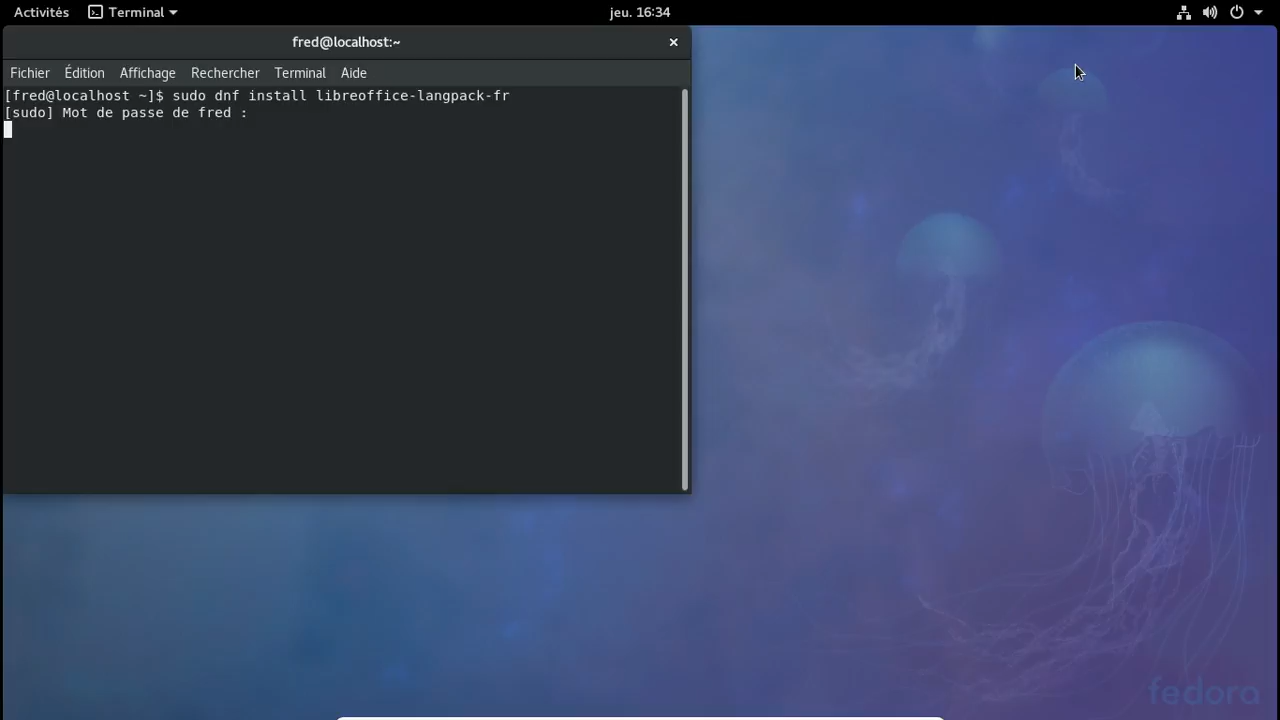 Activités Terminal jeu. 16:34
fred@localhost:~
Fichier Édition Affichage Rechercher Terminal Aide
[fred@localhost ~]$ sudo dnf install libreoffice-langpack-fr
[sudo] Mot de passe de fred :
fedora